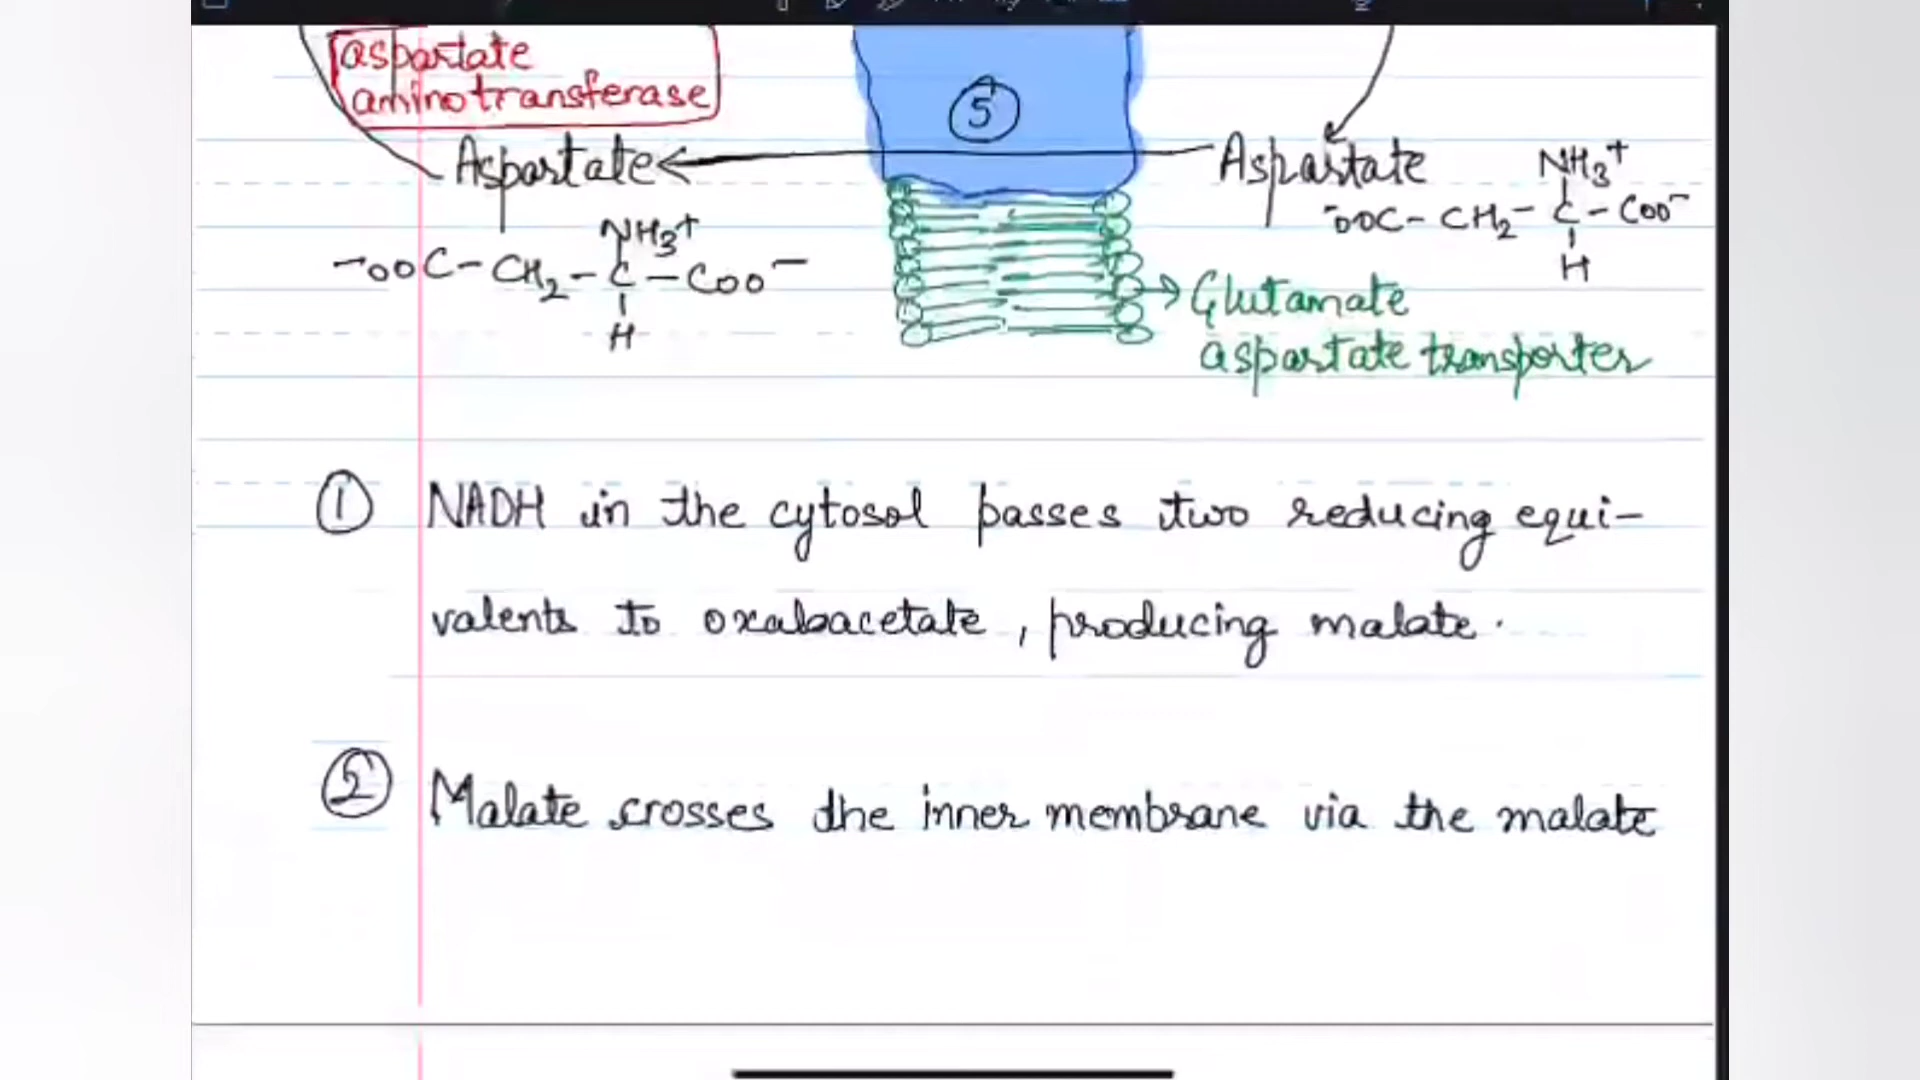 aspartate
aminotransferase
5
Aspartate
Aspartate
NH3+
-OOC-CH2-C-COO-
H
NH3+
-OOC-CH2-C-COO-
H
Glutamate
aspartate transporter
① NADH in the cytosol passes two reducing equi-
valents to oxaloacetate, producing malate.
② Malate crosses the inner membrane via the malate